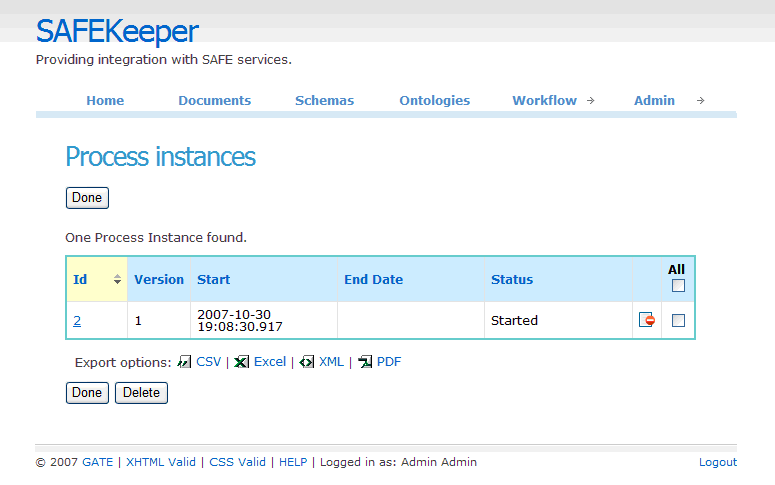 SAFEKeeper
Providing integration with SAFE services.
Home Documents Schemas Ontologies Workflow Admin
Process instances
Done
One Process Instance found.
Id Version Start End Date Status All
2 1 2007-10-30 19:08:30.917 Started
Export options: CSV | Excel | XML | PDF
Done Delete
© 2007 GATE | XHTML Valid | CSS Valid | HELP | Logged in as: Admin Admin Logout